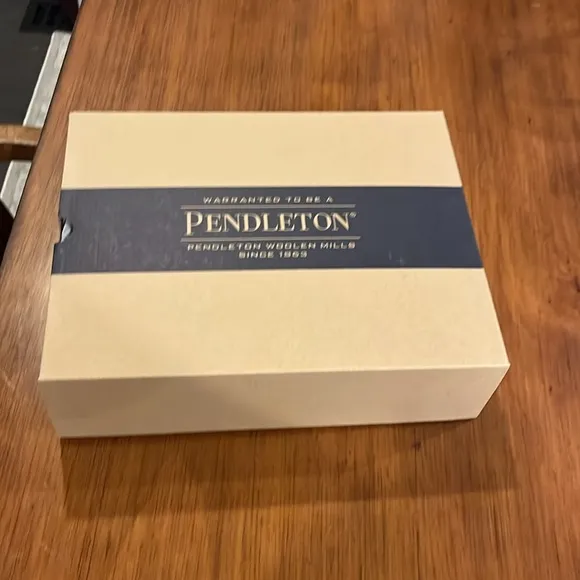 WARRANTED TO BE A
PENDLETON®
PENDLETON WOOLEN MILLS
SINCE 1863